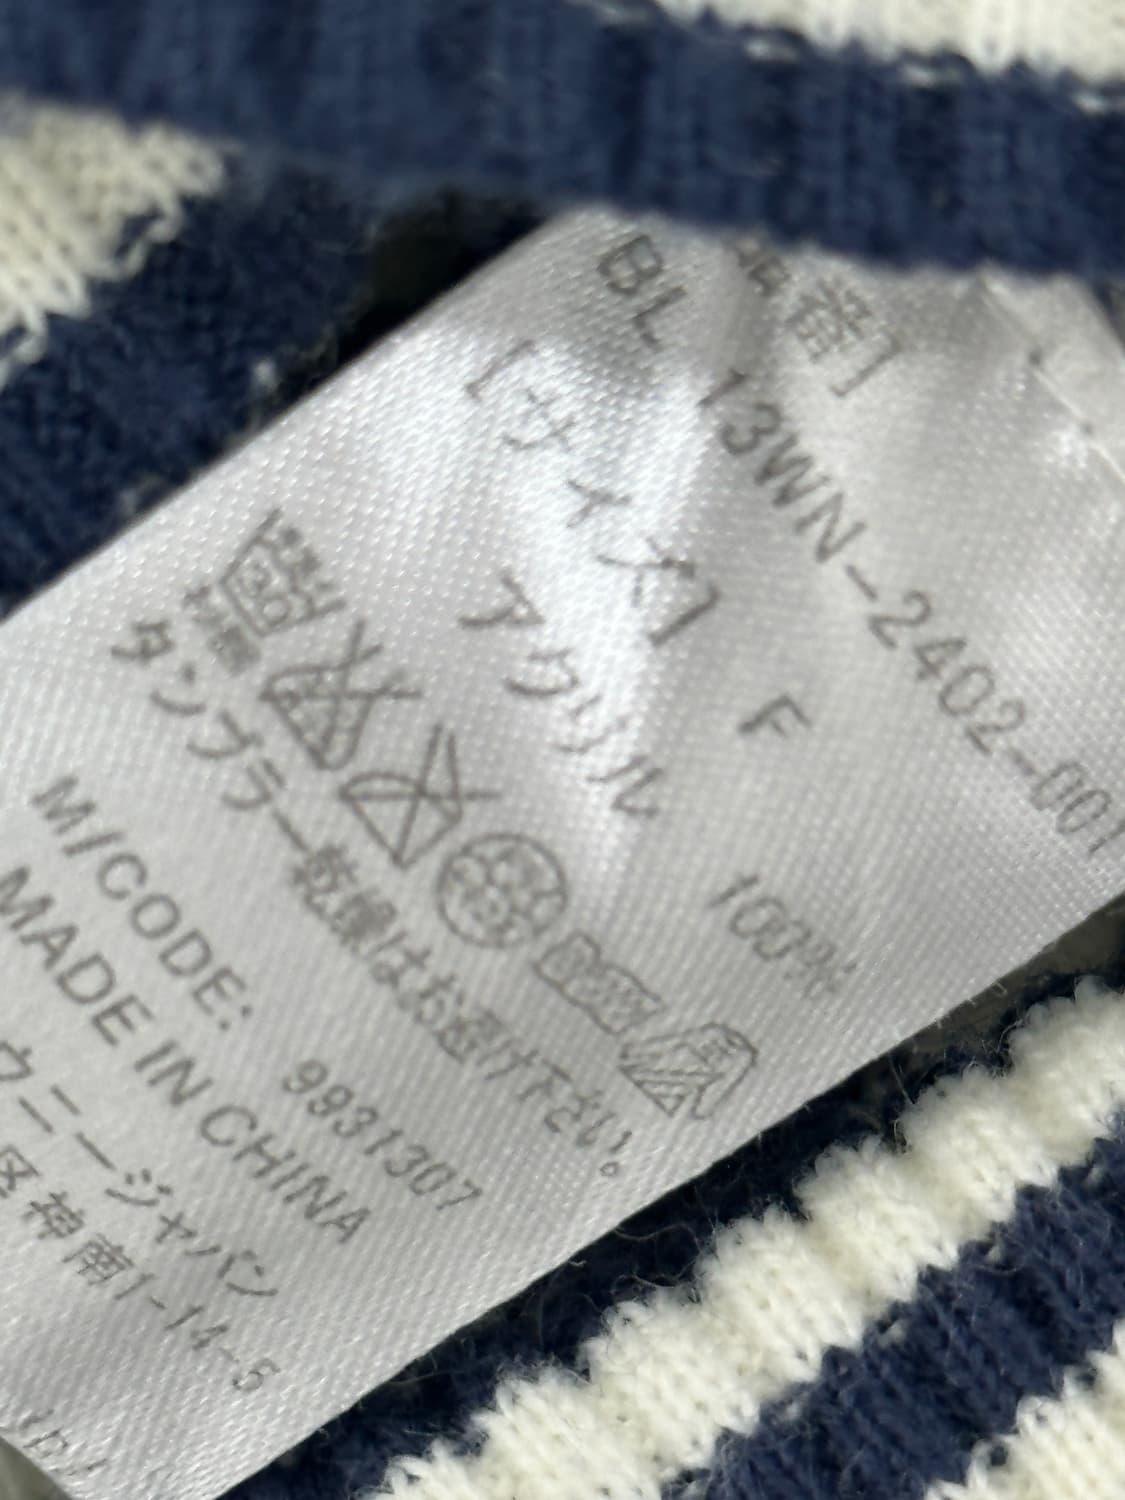 番]
BL 13WN-2402-001
[サイズ] F
アクリル 100%
タンブラー乾燥はお避け下さい。
M/CODE: 9931307
MADE IN CHINA
ウニージャパン
区神南1-14-5